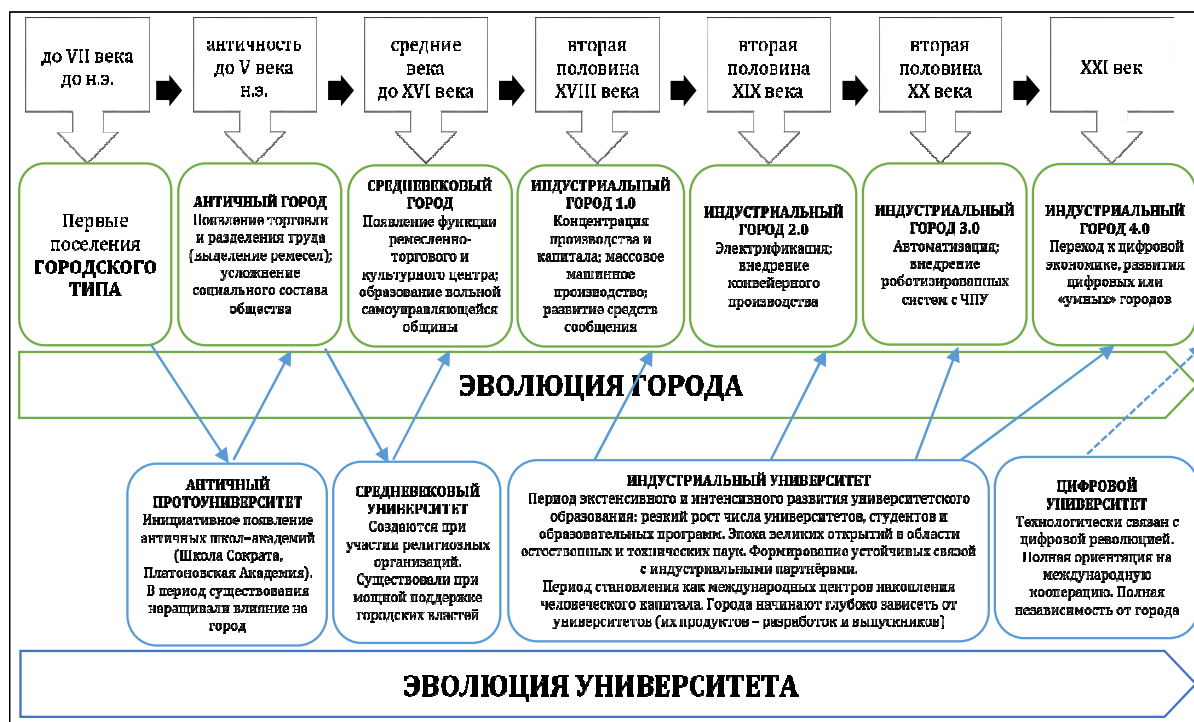 до VII века
до н.э.
античность
до V века
н.э.
средние
века
до XVI века
вторая
половина
XVIII века
вторая
половина
XIX века
вторая
половина
XX века
XXI век
Первые
поселения
ГОРОДСКОГО
ТИПА
АНТИЧНЫЙ ГОРОД
Появление торговли
и разделения труда
(выделение ремесел);
усложнение
социального состава
общества
СРЕДНЕВЕКОВЫЙ
ГОРОД
Появление функции
ремесленно-
торгового и
культурного центра;
образование вольной
самоуправляющейся
общины
ИНДУСТРИАЛЬНЫЙ
ГОРОД 1.0
Концентрация
производства и
капитала; массовое
машинное
производство;
развитие средств
сообщения
ИНДУСТРИАЛЬНЫЙ
ГОРОД 2.0
Электрификация;
внедрение
конвейерного
производства
ИНДУСТРИАЛЬНЫЙ
ГОРОД 3.0
Автоматизация;
внедрение
роботизированных
систем с ЧПУ
ИНДУСТРИАЛЬНЫЙ
ГОРОД 4.0
Переход к цифровой
экономике, развития
цифровых или
«умных» городов
ЭВОЛЮЦИЯ ГОРОДА
АНТИЧНЫЙ
ПРОТОУНИВЕРСИТЕТ
Инициативное появление
античных школ-академий
(Школа Сократа,
Платоновская Академия).
В период существования
наращивали влияние на
город
СРЕДНЕВЕКОВЫЙ
УНИВЕРСИТЕТ
Создаются при
участии религиозных
организаций.
Существовали при
мощной поддержке
городских властей
ИНДУСТРИАЛЬНЫЙ УНИВЕРСИТЕТ
Период экстенсивного и интенсивного развития университетского
образования: резкий рост числа университетов, студентов и
образовательных программ. Эпоха великих открытий в области
естественных и технических наук. Формирование устойчивых связей
с индустриальными партнёрами.
Период становления как международных центров накопления
человеческого капитала. Города начинают глубоко зависеть от
университетов (их продуктов – разработок и выпускников)
ЦИФРОВОЙ
УНИВЕРСИТЕТ
Технологически связан с
цифровой революцией.
Полная ориентация на
международную
кооперацию. Полная
независимость от города
ЭВОЛЮЦИЯ УНИВЕРСИТЕТА